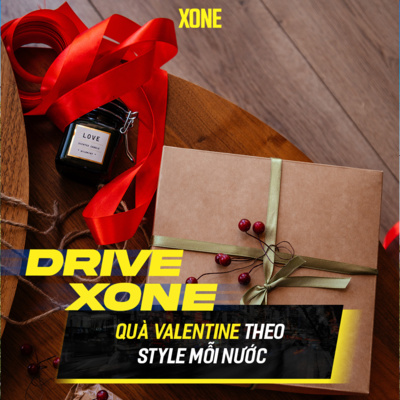 XONE
LOVE
DRIVE
XONE
QUÀ VALENTINE THEO
STYLE MỖI NƯỚC